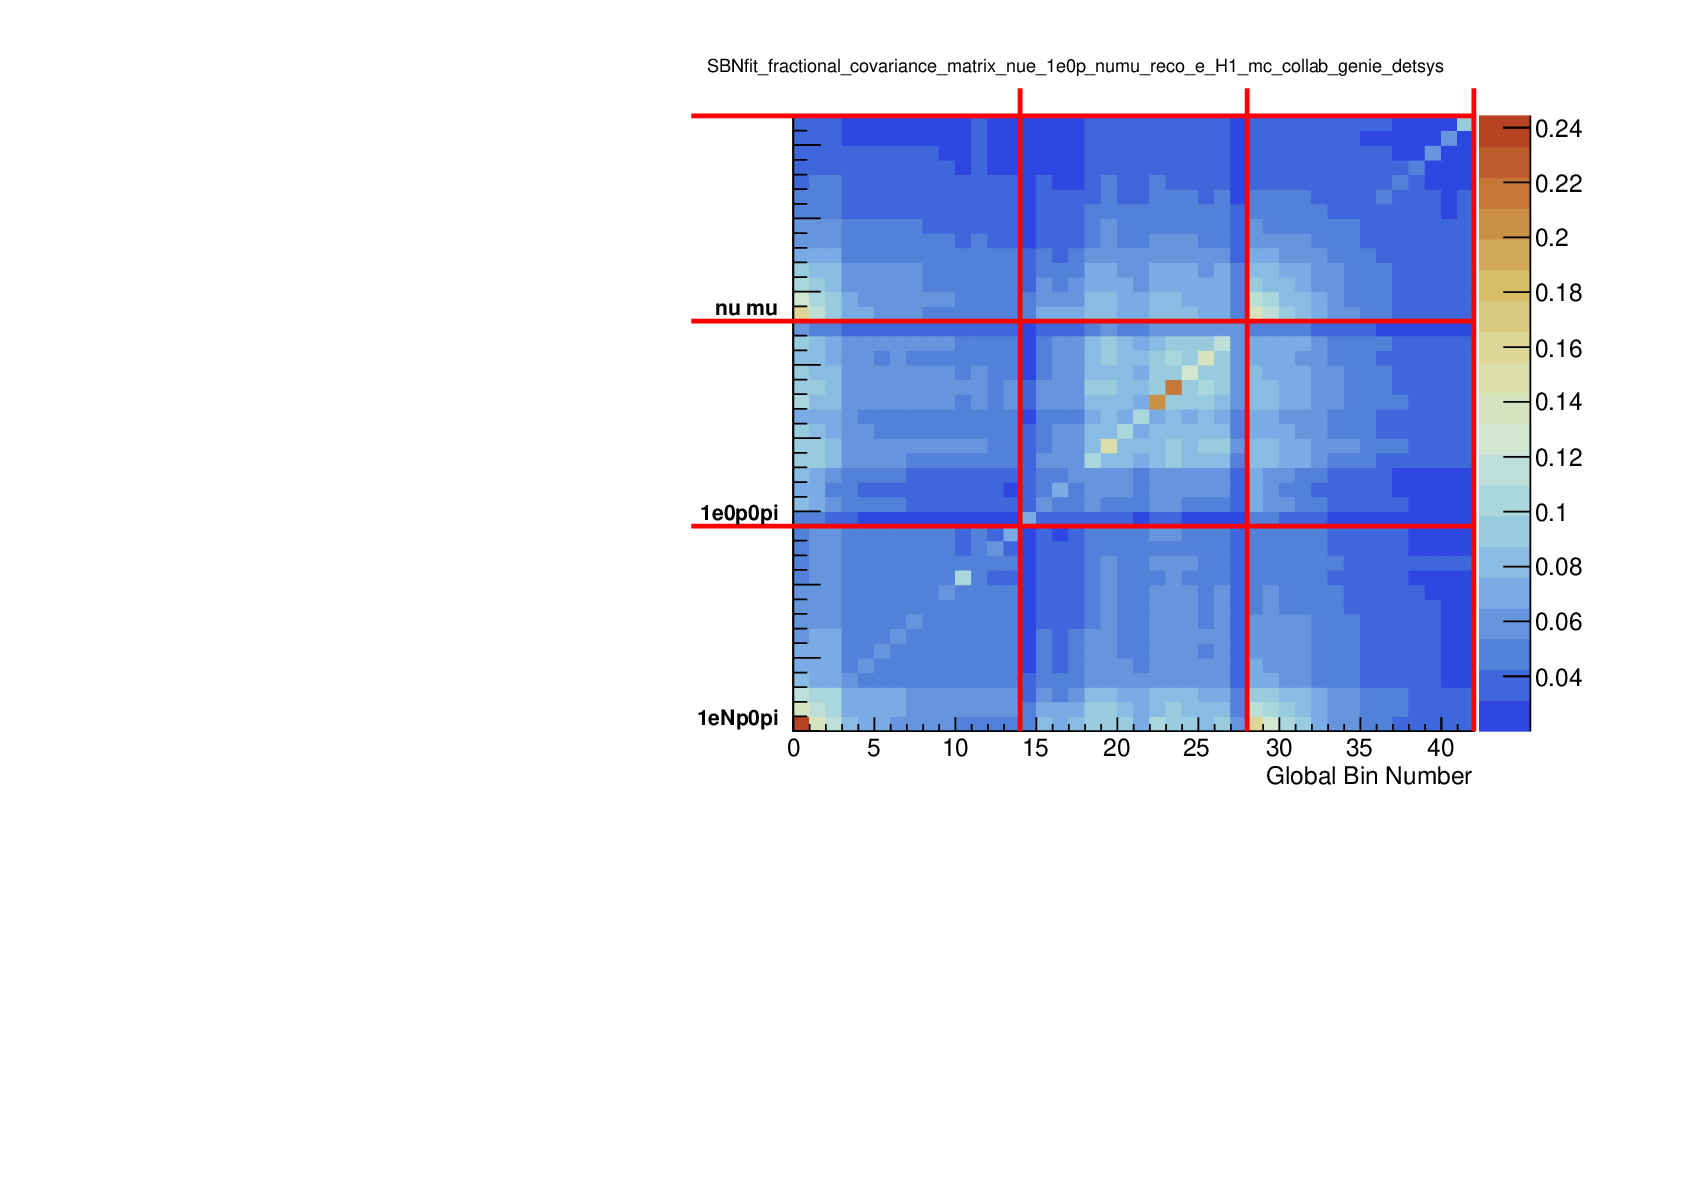 SBNfit_fractional_covariance_matrix_nue_1e0p_numu_reco_e_H1_mc_collab_genie_detsys
0.24
0.22
0.2
0.18
0.16
0.14
0.12
0.1
0.08
0.06
0.04
nu mu
1e0p0pi
1eNp0pi
0 5 10 15 20 25 30 35 40
Global Bin Number